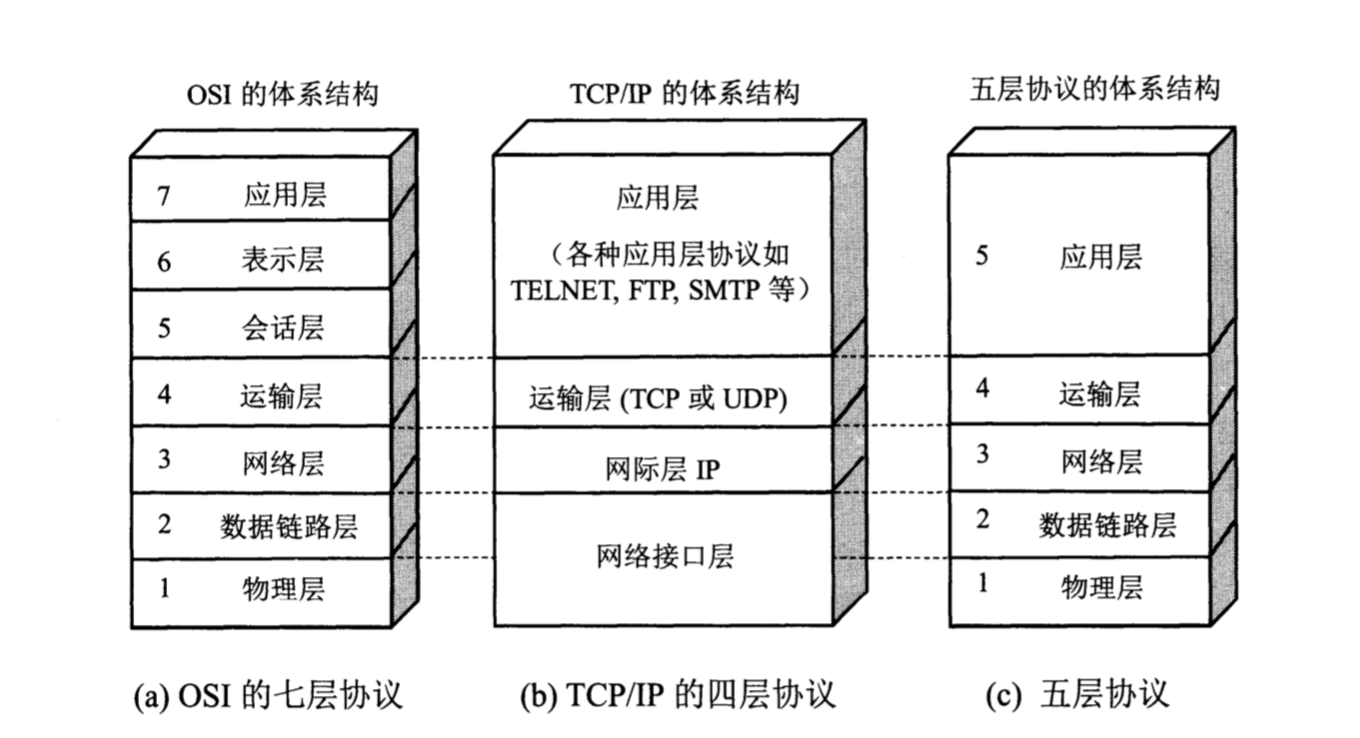 OSI 的体系结构
7 应用层
6 表示层
5 会话层
4 运输层
3 网络层
2 数据链路层
1 物理层
(a) OSI 的七层协议
TCP/IP 的体系结构
应用层
（各种应用层协议如
TELNET, FTP, SMTP 等）
运输层 (TCP 或 UDP)
网际层 IP
网络接口层
(b) TCP/IP 的四层协议
五层协议的体系结构
5 应用层
4 运输层
3 网络层
2 数据链路层
1 物理层
(c) 五层协议